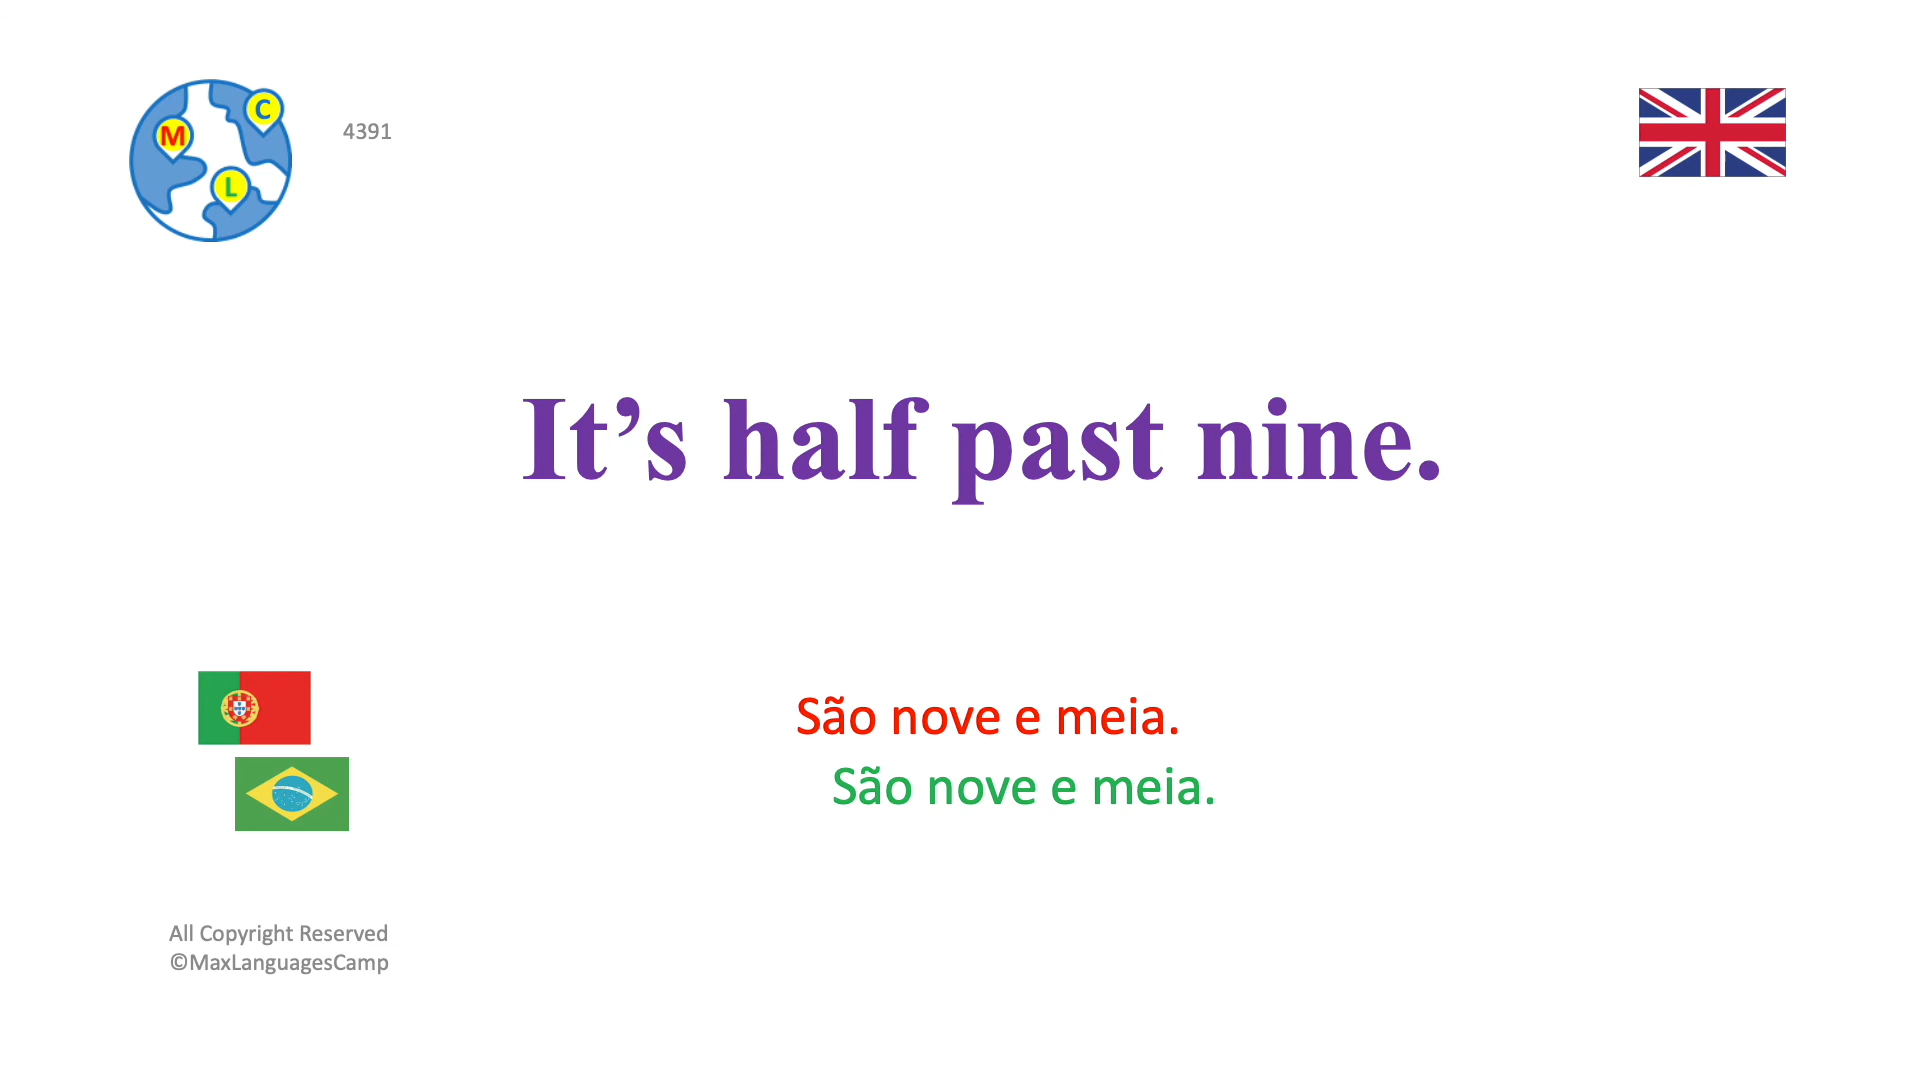 M
C
L
4391
It’s half past nine.
São nove e meia.
São nove e meia.
All Copyright Reserved
©MaxLanguagesCamp